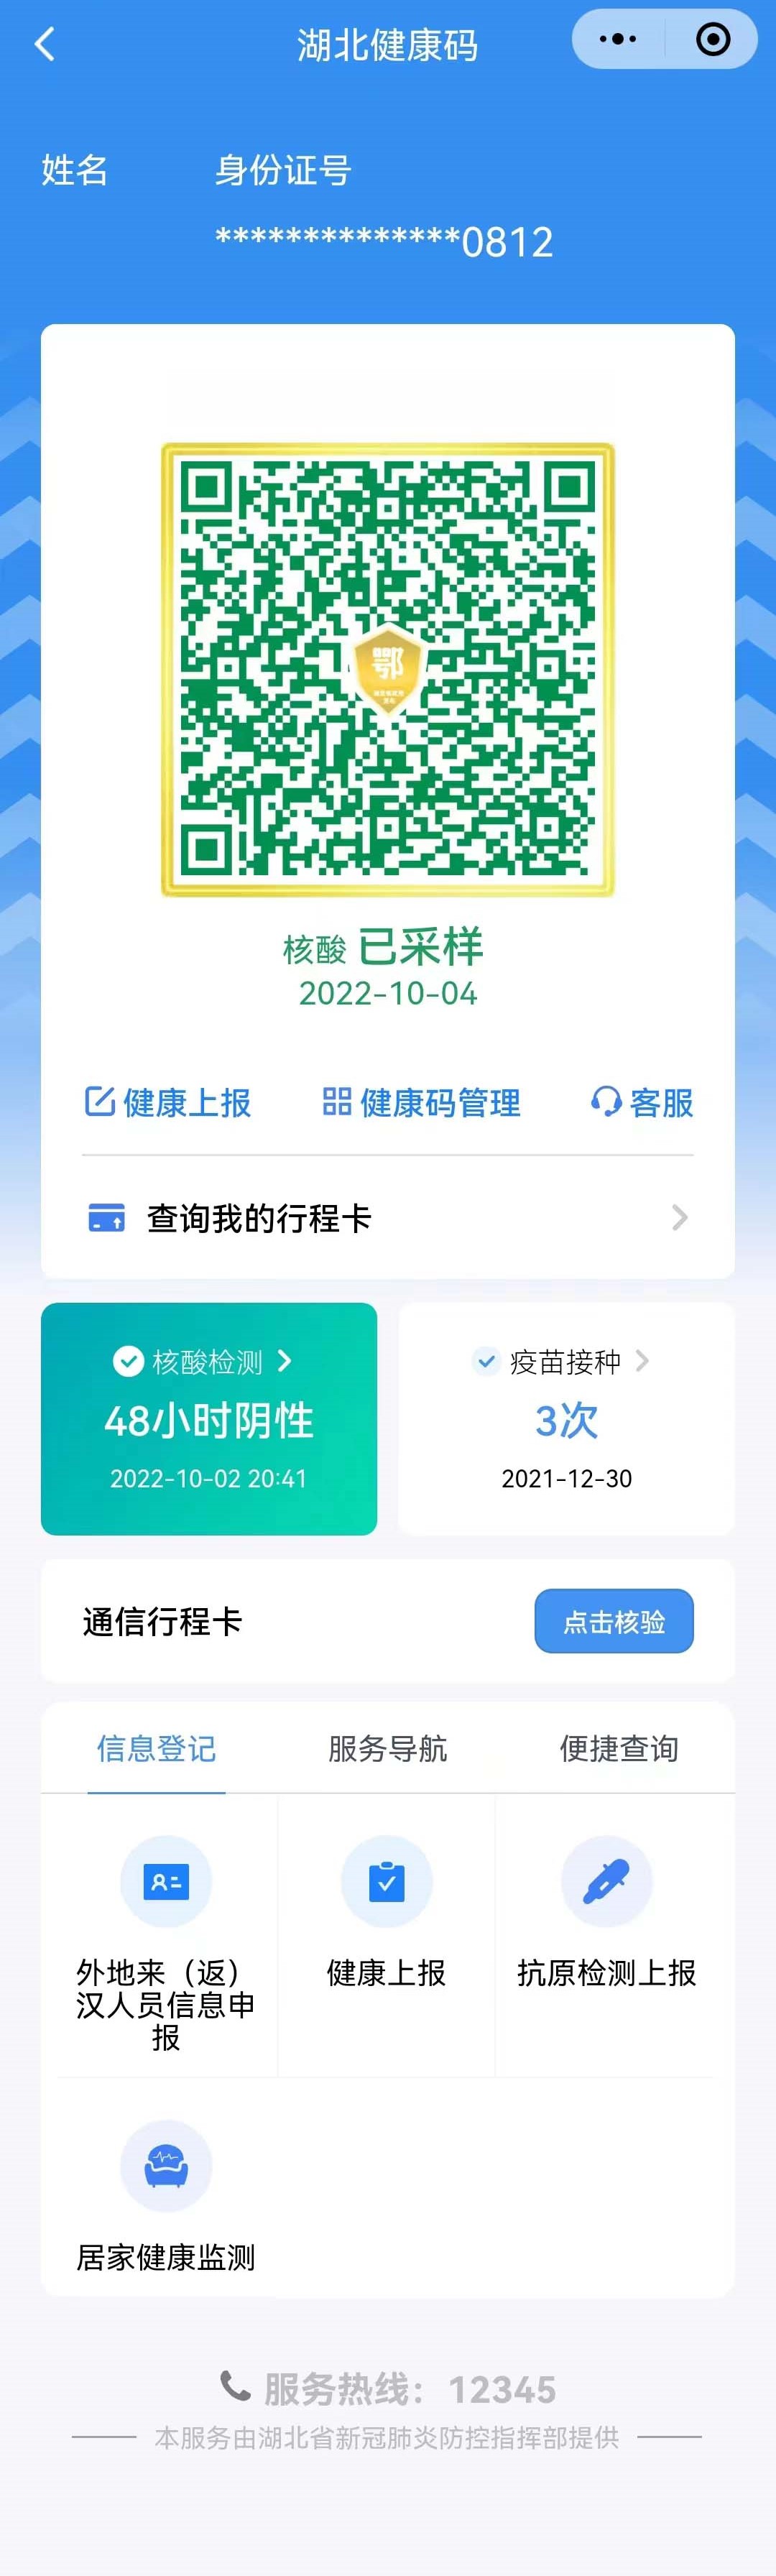 湖北健康码
姓名 身份证号
**************0812
鄂
核酸 已采样
2022-10-04
健康上报 健康码管理 客服
查询我的行程卡
核酸检测 疫苗接种
48小时阴性 3次
2022-10-02 20:41 2021-12-30
通信行程卡 点击核验
信息登记 服务导航 便捷查询
外地来（返） 健康上报 抗原检测上报
汉人员信息申
报
居家健康监测
服务热线：12345
本服务由湖北省新冠肺炎防控指挥部提供